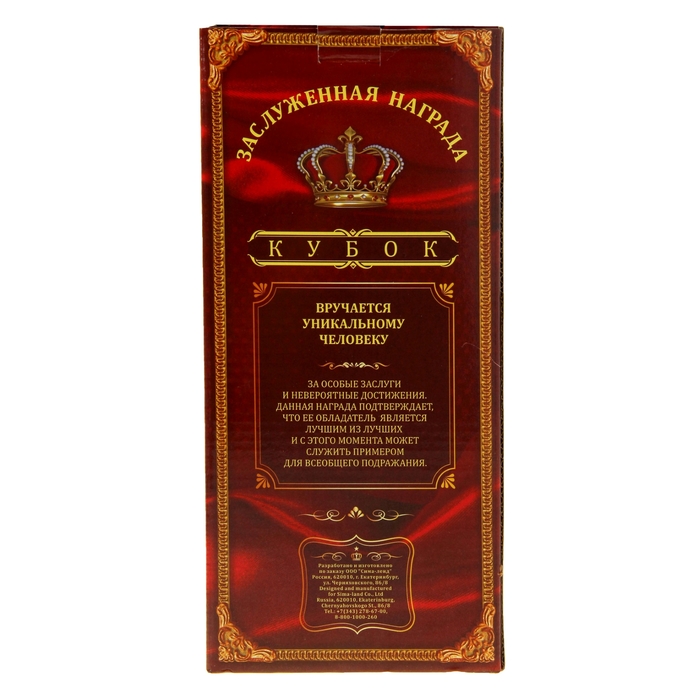 ЗАСЛУЖЕННАЯ НАГРАДА
КУБОК
ВРУЧАЕТСЯ
УНИКАЛЬНОМУ
ЧЕЛОВЕКУ
ЗА ОСОБЫЕ ЗАСЛУГИ
И НЕВЕРОЯТНЫЕ ДОСТИЖЕНИЯ.
ДАННАЯ НАГРАДА ПОДТВЕРЖДАЕТ,
ЧТО ЕЕ ОБЛАДАТЕЛЬ ЯВЛЯЕТСЯ
ЛУЧШИМ ИЗ ЛУЧШИХ
И С ЭТОГО МОМЕНТА МОЖЕТ
СЛУЖИТЬ ПРИМЕРОМ
ДЛЯ ВСЕОБЩЕГО ПОДРАЖАНИЯ.
Разработано и изготовлено
по заказу ООО "Сима-ленд"
Россия, 620010, г. Екатеринбург,
ул. Черняховского, 86/8
Designed and manufactured
for Sima-land Co., Ltd
Russia, 620010, Ekaterinburg,
Chernyahovskogo St., 86/8
Tel.: +7(343) 278-67-00,
8-800-1000-260